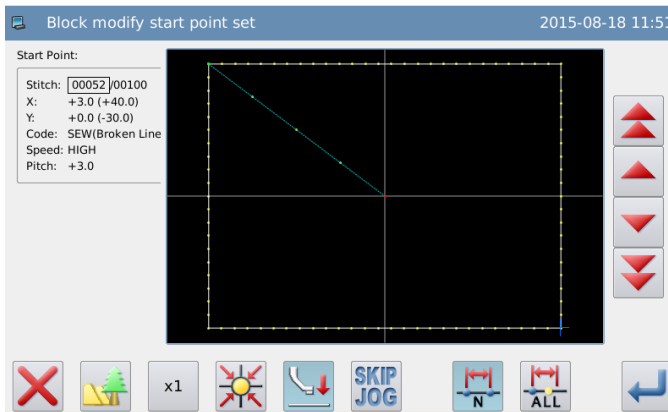 Block modify start point set
2015-08-18 11:51
Start Point:
Stitch: 00052/00100
X: +3.0 (+40.0)
Y: +0.0 (-30.0)
Code: SEW(Broken Line
Speed: HIGH
Pitch: +3.0
x1
SKIP
JOG
N
ALL